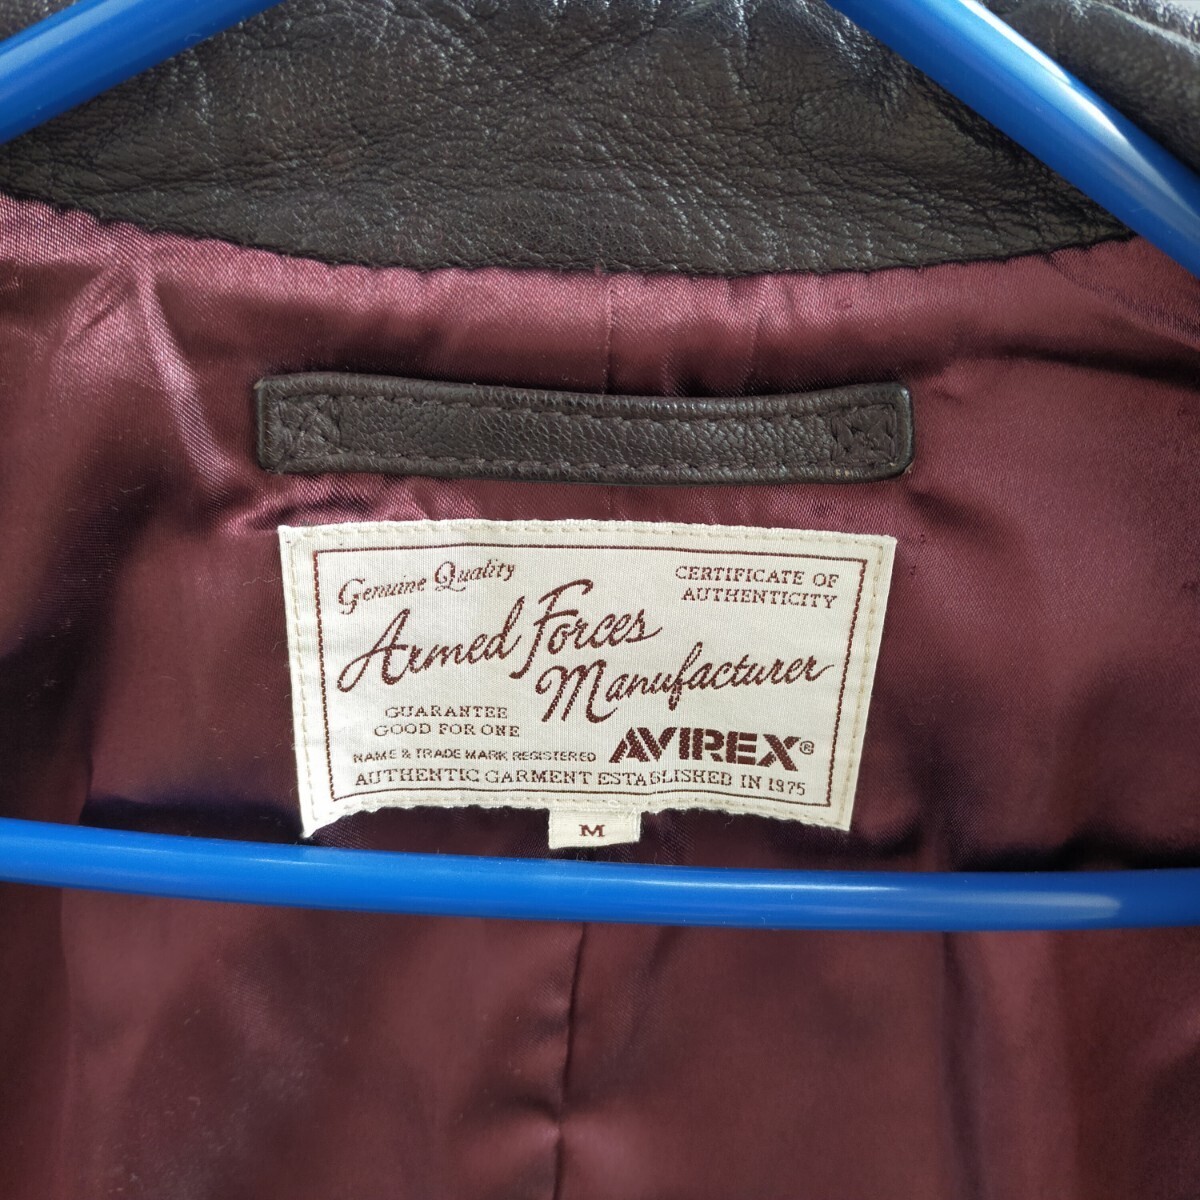 Genuine Quality
CERTIFICATE OF
AUTHENTICITY
Armed Forces
Manufacturer
GUARANTEE
GOOD FOR ONE
NAME & TRADE MARK REGISTERED
AVIREX®
AUTHENTIC GARMENT ESTABLISHED IN 1975
M